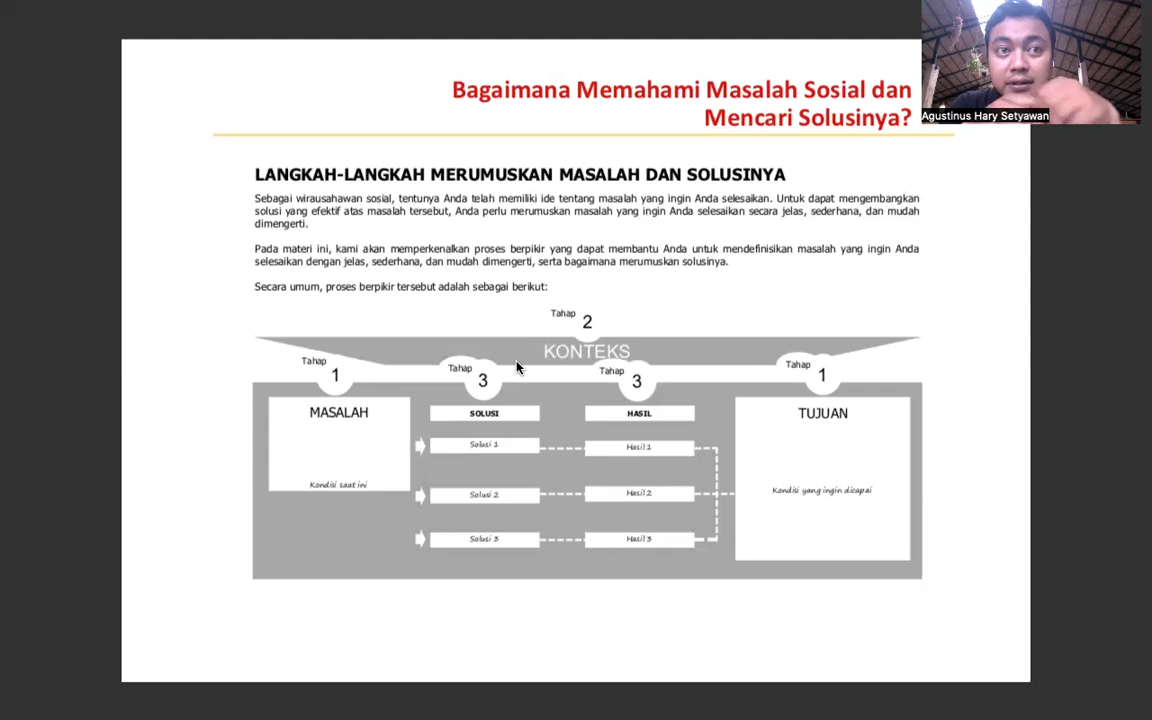 Bagaimana Memahami Masalah Sosial dan
Mencari Solusinya?
Agustinus Hary Setyawan
LANGKAH-LANGKAH MERUMUSKAN MASALAH DAN SOLUSINYA
Sebagai wirausahawan sosial, tentunya Anda telah memiliki ide tentang masalah yang ingin Anda selesaikan. Untuk dapat mengembangkan
solusi yang efektif atas masalah tersebut, Anda perlu merumuskan masalah yang ingin Anda selesaikan secara jelas, sederhana, dan mudah
dimengerti.
Pada materi ini, kami akan memperkenalkan proses berpikir yang dapat membantu Anda untuk mendefinisikan masalah yang ingin Anda
selesaikan dengan jelas, sederhana, dan mudah dimengerti, serta bagaimana merumuskan solusinya.
Secara umum, proses berpikir tersebut adalah sebagai berikut:
Tahap 2
KONTEKS
Tahap 1
Tahap 3
Tahap 3
Tahap 1
MASALAH
SOLUSI
HASIL
TUJUAN
Solusi 1
Hasil 1
Kondisi saat ini
Solusi 2
Hasil 2
Kondisi yang ingin dicapai
Solusi 3
Hasil 3